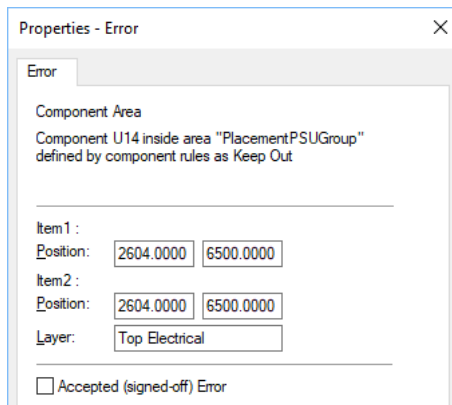 Properties - Error
Error
Component Area
Component U14 inside area "PlacementPSUGroup"
defined by component rules as Keep Out
Item1 :
Position: 2604.0000 6500.0000
Item2 :
Position: 2604.0000 6500.0000
Layer: Top Electrical
Accepted (signed-off) Error